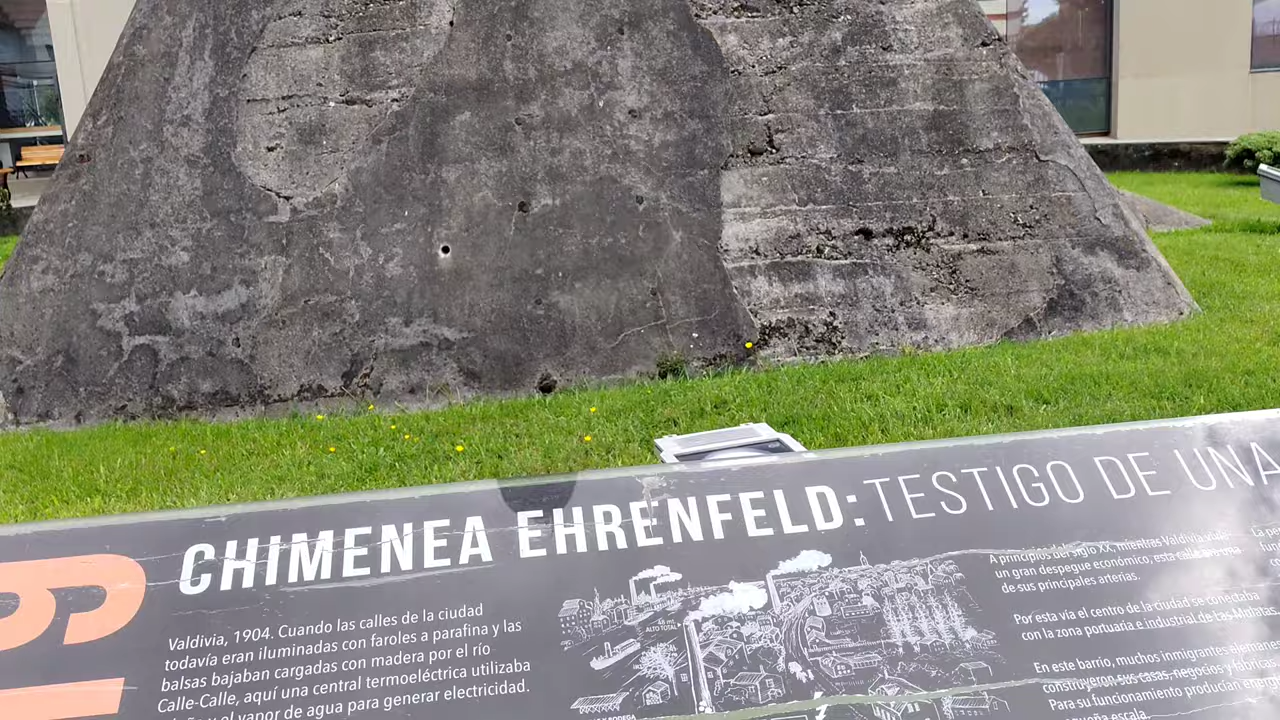 CHIMENEA EHRENFELD: TESTIGO DE UNA
Valdivia, 1904. Cuando las calles de la ciudad
todavía eran iluminadas con faroles a parafina y las
balsas bajaban cargadas con madera por el río
Calle-Calle, aquí una central termoeléctrica utilizaba
y el vapor de agua para generar electricidad.
48 mt.
ALTO TOTAL
A principios del siglo XX, mientras Valdivia vivía
un gran despegue económico, esta calle era una
de sus principales arterias.
Por esta vía el centro de la ciudad se conectaba
con la zona portuaria e industrial de Las Mulatas.
En este barrio, muchos inmigrantes alemanes
construyeron sus casas, negocios y fábricas.
Para su funcionamiento producían energ
escala.
La